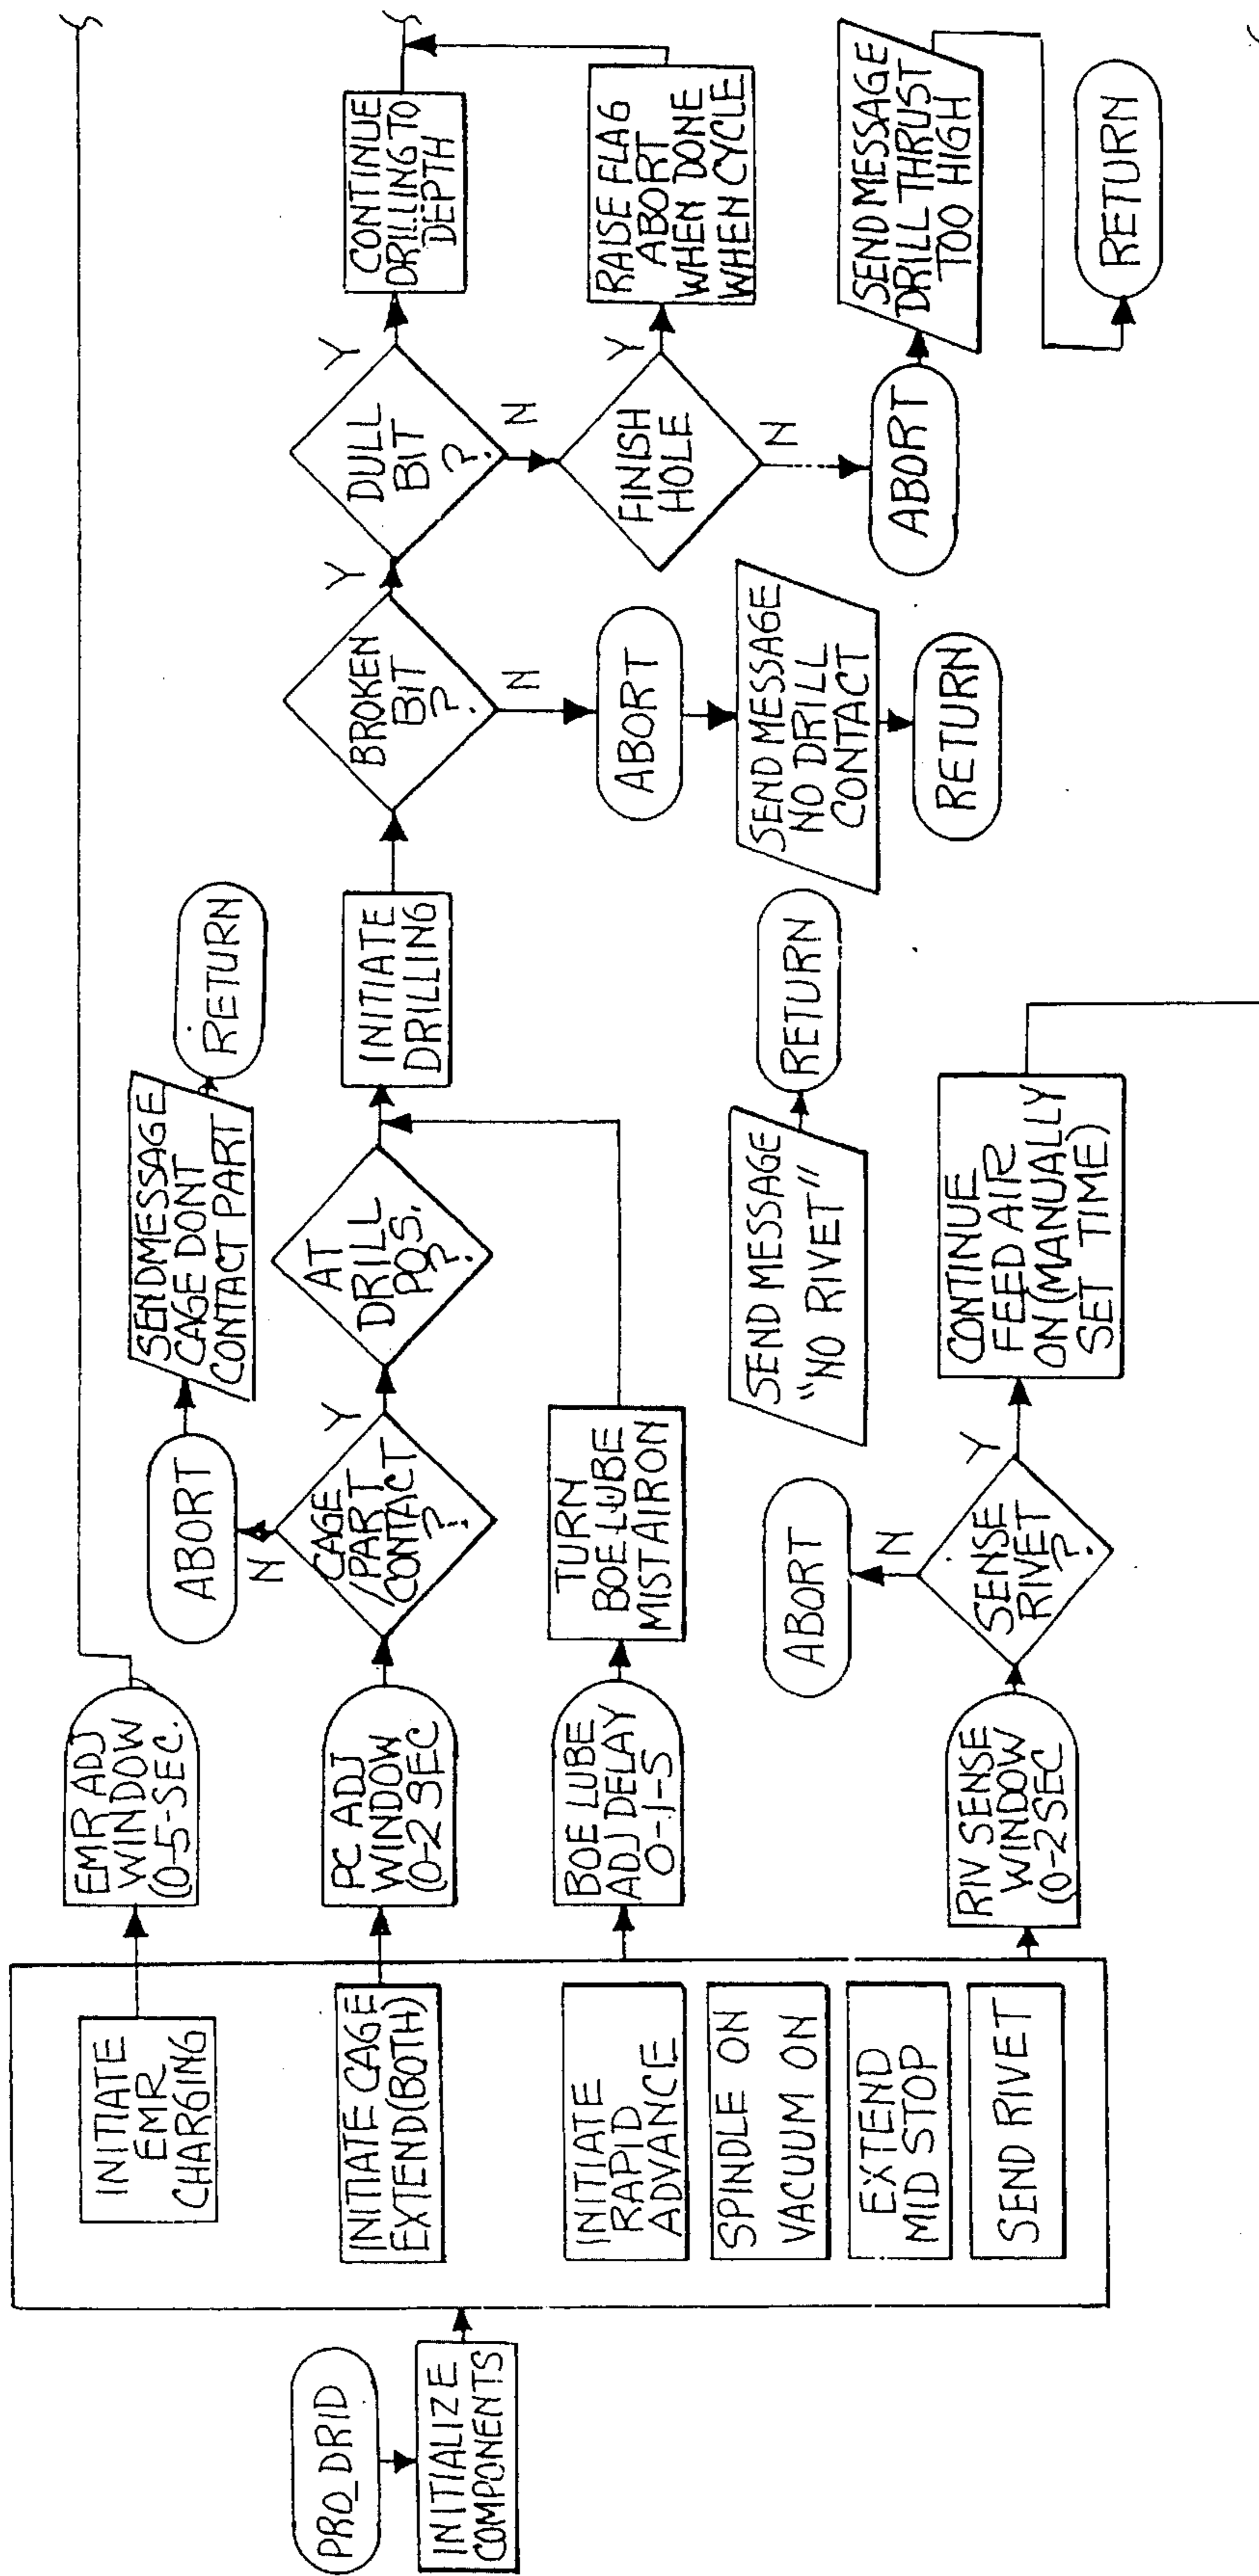 PRO_DRID
INITIALIZE
COMPONENTS
INITIATE
EMR
CHARGING
INITIATE CAGE
EXTEND(BOTH)
INITIATE
RAPID
ADVANCE
SPINDLE ON
VACUUM ON
EXTEND
MID STOP
SEND RIVET
EMR ADJ
WINDOW
(0-5-SEC.
PC ADJ
WINDOW
(0-2 SEC
BOE LUBE
ADJ DELAY
0-.1-S
RIV SENSE
WINDOW
(0-2SEC
CAGE
/PART
CONTACT
?
N
Y
ABORT
SENDMESSAGE
CAGE DONT
CONTACT PART
RETURN
AT
DRILL
POS.
?
TURN
BOE LUBE
MISTAIRON
INITIATE
DRILLING
BROKEN
BIT
?
Y
N
ABORT
SEND MESSAGE
NO DRILL
CONTACT
RETURN
DULL
BIT
?
Y
N
CONTINUE
DRILLING TO
DEPTH
FINISH
HOLE
Y
N
RAISE FLAG
ABORT
WHEN DONE
WHEN CYCLE
ABORT
SEND MESSAGE
DRILL THRUST
TOO HIGH
RETURN
SENSE
RIVET
?
N
Y
ABORT
SEND MESSAGE
"NO RIVET"
RETURN
CONTINUE
FEED AIR
ON (MANUALLY
SET TIME)